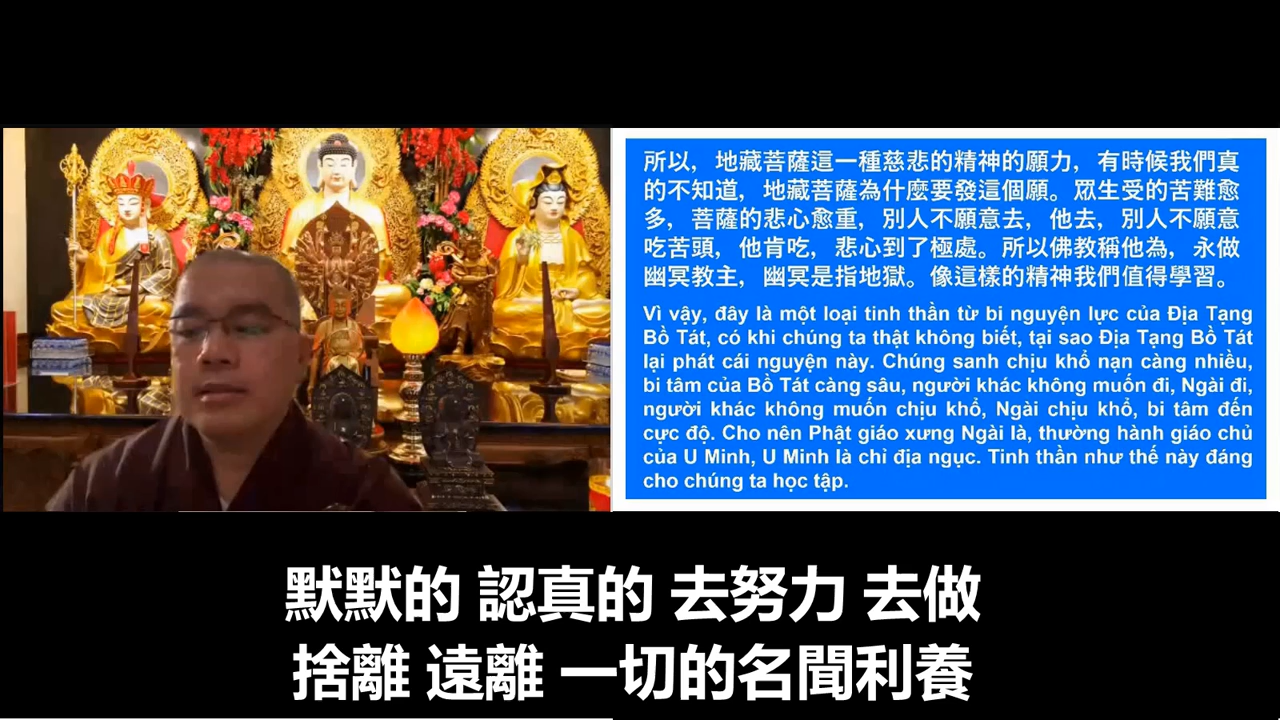 所以，地藏菩薩這一種慈悲的精神的願力，有時候我們真
的不知道，地藏菩薩為什麼要發這個願。眾生受的苦難愈
多，菩薩的悲心愈重，別人不願意去，他去，別人不願意
吃苦頭，他肯吃，悲心到了極處。所以佛教稱他為，永做
幽冥教主，幽冥是指地獄。像這樣的精神我們值得學習。
Vì vậy, đây là một loại tinh thần từ bi nguyện lực của Địa Tạng
Bồ Tát, có khi chúng ta thật không biết, tại sao Địa Tạng Bồ Tát
lại phát cái nguyện này. Chúng sanh chịu khổ nạn càng nhiều,
bi tâm của Bồ Tát càng sâu, người khác không muốn đi, Ngài đi,
người khác không muốn chịu khổ, Ngài chịu khổ, bi tâm đến
cực độ. Cho nên Phật giáo xưng Ngài là, thường hành giáo chủ
của U Minh, U Minh là chỉ địa ngục. Tinh thần như thế này đáng
cho chúng ta học tập.
默默的 認真的 去努力 去做
捨離 遠離 一切的名聞利養